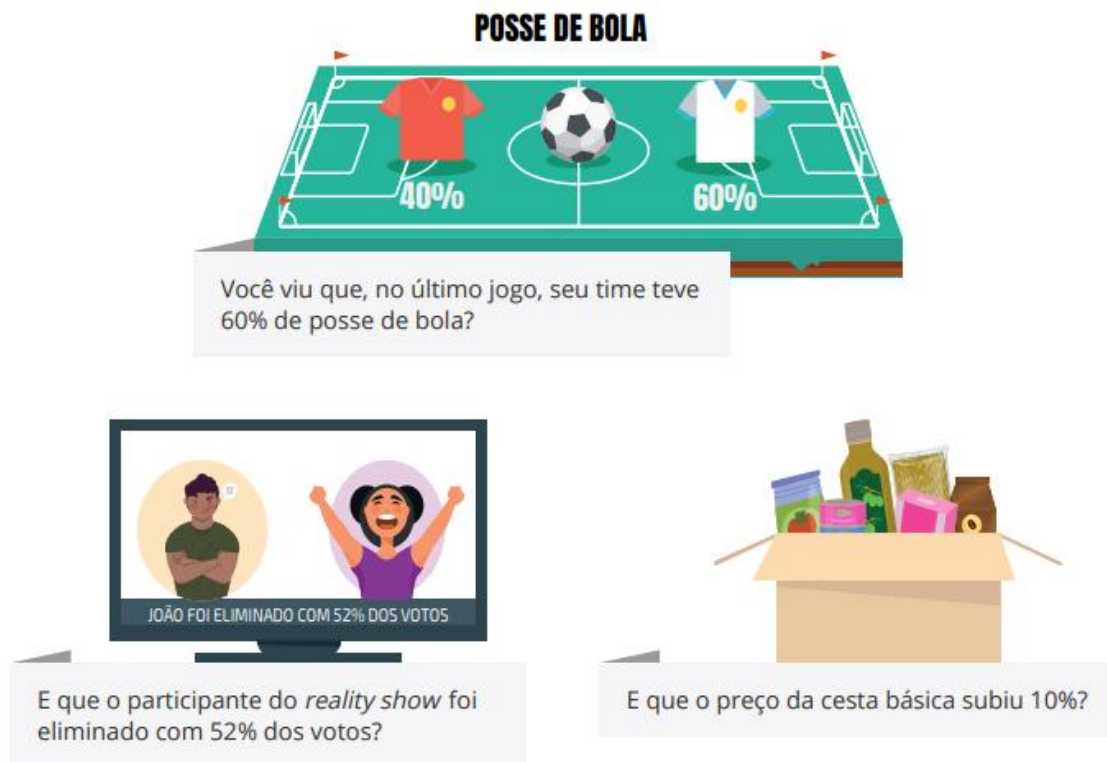 POSSE DE BOLA
40%
60%
Você viu que, no último jogo, seu time teve
60% de posse de bola?
JOÃO FOI ELIMINADO COM 52% DOS VOTOS
E que o participante do reality show foi
eliminado com 52% dos votos?
E que o preço da cesta básica subiu 10%?